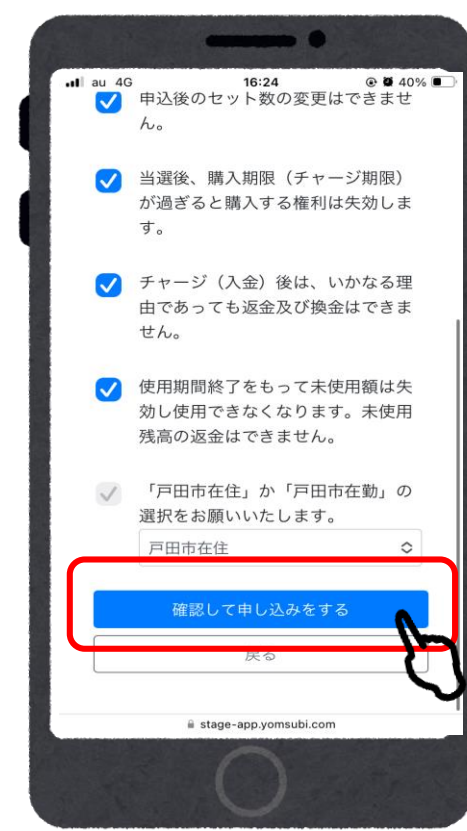 au 4G 16:24 40%
申込後のセット数の変更はできませ
ん。
当選後、購入期限（チャージ期限）
が過ぎると購入する権利は失効しま
す。
チャージ（入金）後は、いかなる理
由であっても返金及び換金はできま
せん。
使用期間終了をもって未使用額は失
効し使用できなくなります。未使用
残高の返金はできません。
「戸田市在住」か「戸田市在勤」の
選択をお願いいたします。
戸田市在住
確認して申し込みをする
戻る
stage-app.yomsubi.com